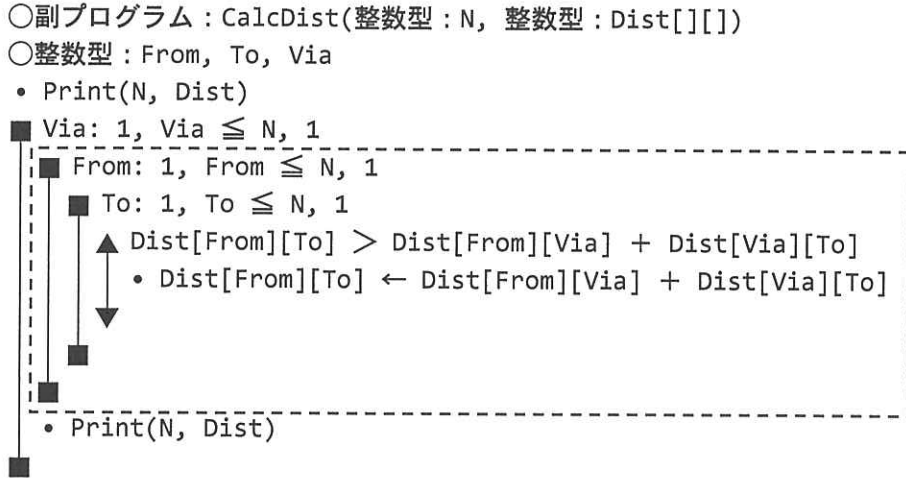 ○副プログラム:CalcDist(整数型:N, 整数型:Dist[][])
○整数型:From, To, Via
• Print(N, Dist)
■ Via: 1, Via ≦ N, 1
■ From: 1, From ≦ N, 1
■ To: 1, To ≦ N, 1
▲ Dist[From][To] > Dist[From][Via] + Dist[Via][To]
• Dist[From][To] ← Dist[From][Via] + Dist[Via][To]
▼
■
■
• Print(N, Dist)
■